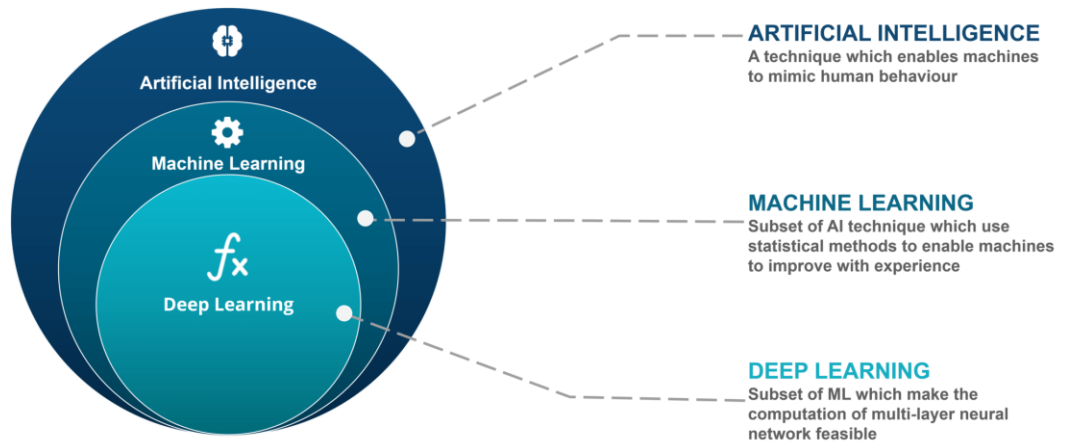 Artificial Intelligence
Machine Learning
fx
Deep Learning
ARTIFICIAL INTELLIGENCE
A technique which enables machines
to mimic human behaviour
MACHINE LEARNING
Subset of AI technique which use
statistical methods to enable machines
to improve with experience
DEEP LEARNING
Subset of ML which make the
computation of multi-layer neural
network feasible